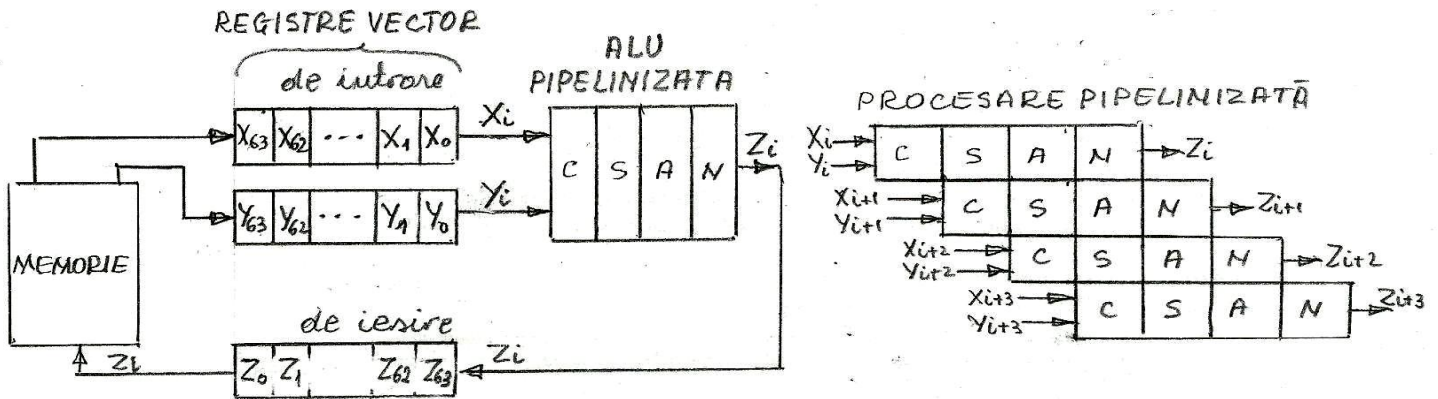 REGISTRE VECTOR
de intrare
X63 X62 ... X1 X0
Xi
Y63 Y62 ... Y1 Y0
Yi
MEMORIE
ALU
PIPELINIZATA
C S A N
Zi
de iesire
Z0 Z1 Z62 Z63
Zi
Zi
PROCESARE PIPELINIZATĀ
Xi
Yi
C S A N
Zi
Xi+1
Yi+1
C S A N
Zi+1
Xi+2
Yi+2
C S A N
Zi+2
Xi+3
Yi+3
C S A N
Zi+3